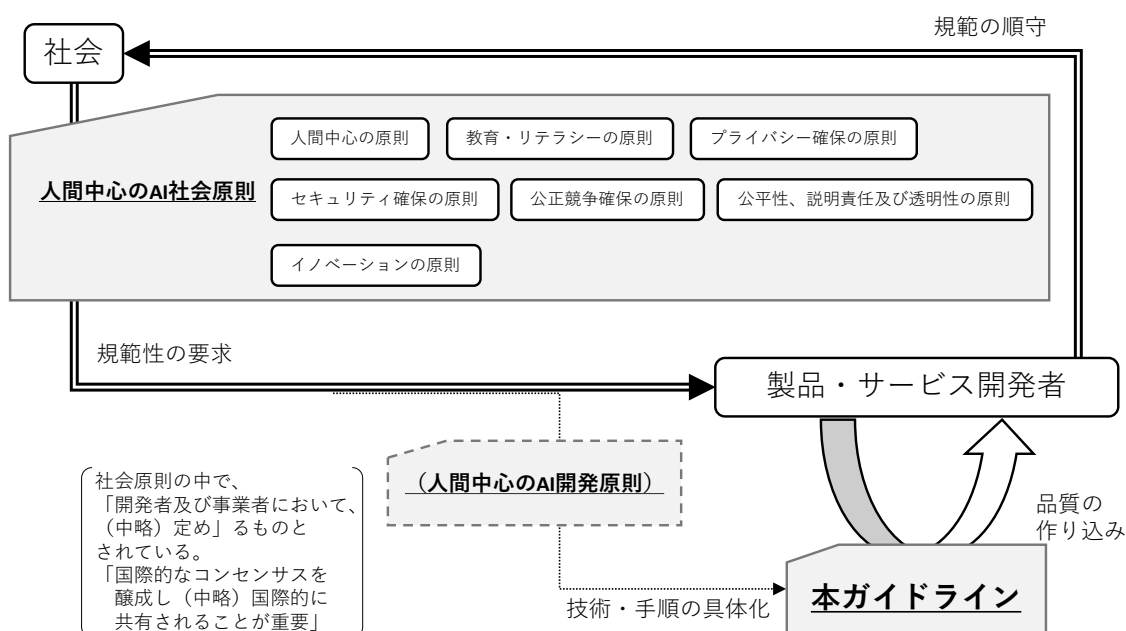 規範の順守
社会
人間中心の原則
教育・リテラシーの原則
プライバシー確保の原則
人間中心のAI社会原則
セキュリティ確保の原則
公正競争確保の原則
公平性、説明責任及び透明性の原則
イノベーションの原則
規範性の要求
製品・サービス開発者
(人間中心のAI開発原則)
社会原則の中で、
「開発者及び事業者において、
(中略)定め」るものと
されている。
「国際的なコンセンサスを
醸成し(中略)国際的に
共有されることが重要」
品質の
作り込み
本ガイドライン
技術・手順の具体化